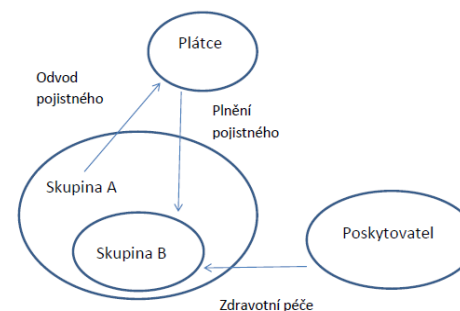 Plátce
Odvod
pojistného
Plnění
pojistného
Skupina A
Skupina B
Poskytovatel
Zdravotní péče